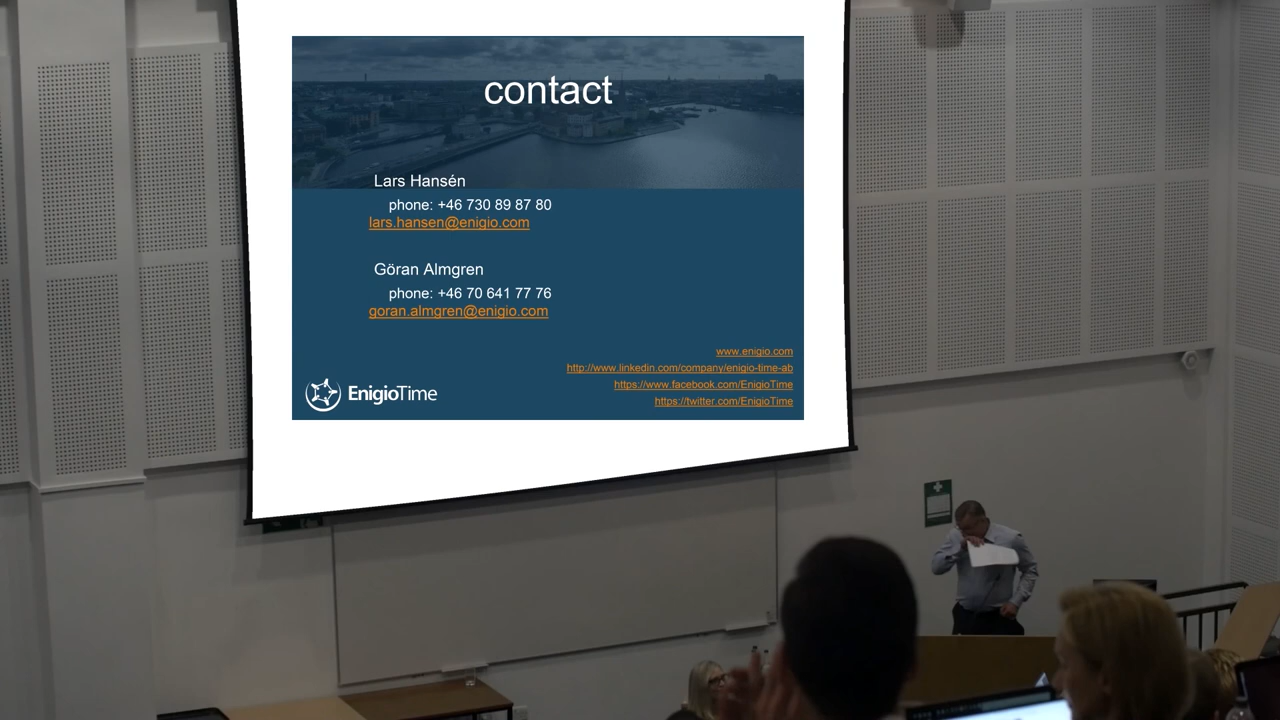 contact
Lars Hansén
phone: +46 730 89 87 80
lars.hansen@enigio.com
Göran Almgren
phone: +46 70 641 77 76
goran.almgren@enigio.com
www.enigio.com
http://www.linkedin.com/company/enigio-time-ab
https://www.facebook.com/EnigioTime
https://twitter.com/EnigioTime
EnigioTime